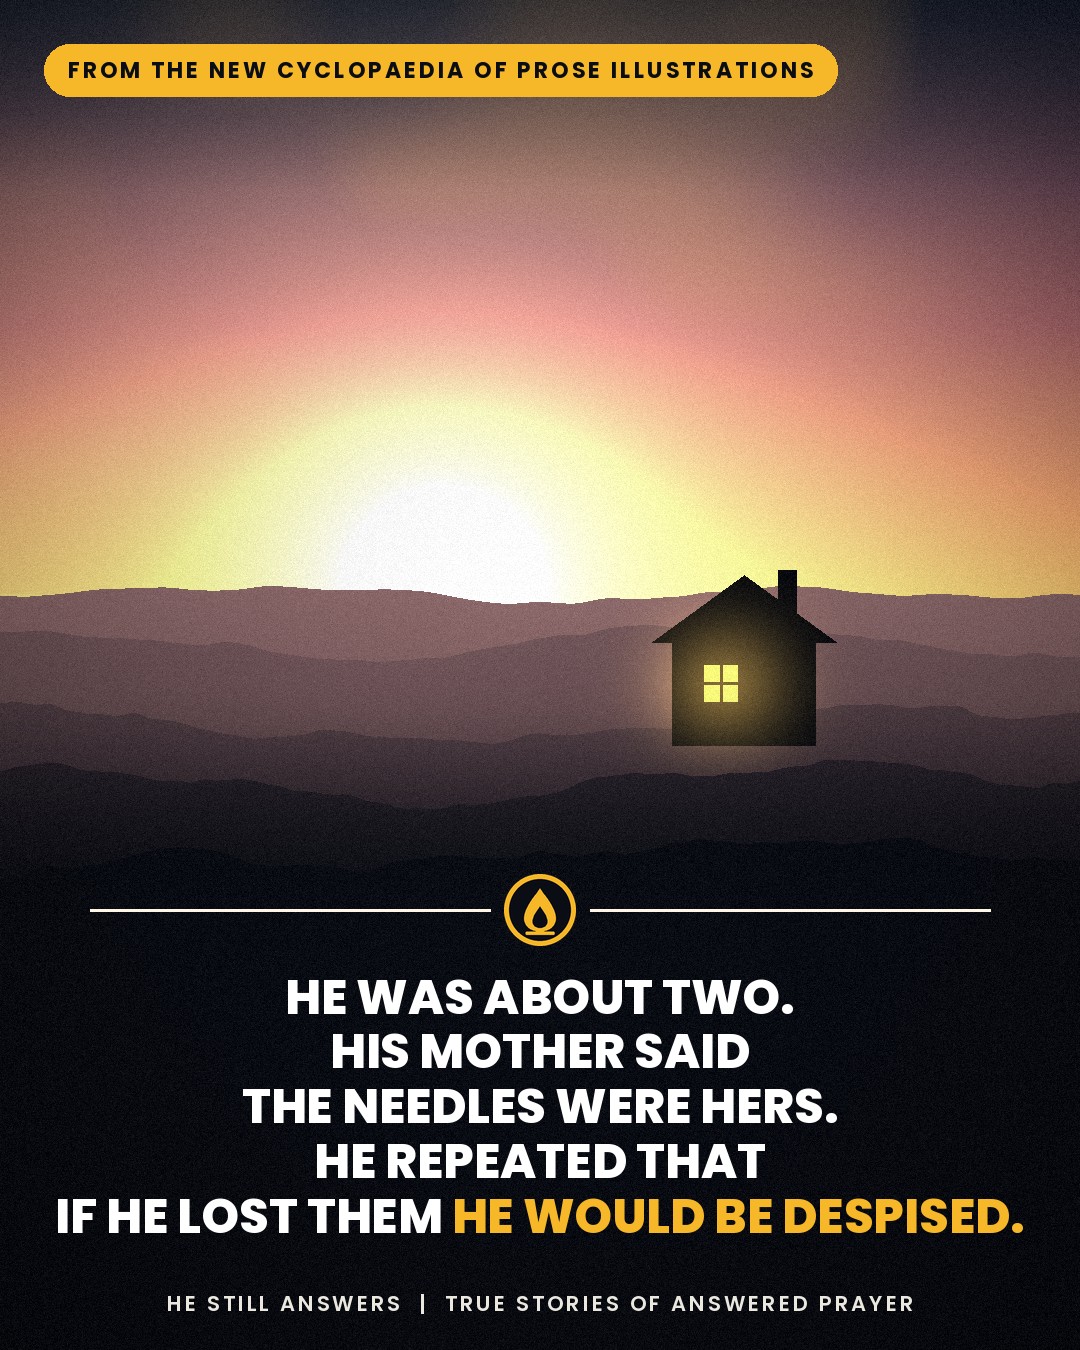 FROM THE NEW CYCLOPAEDIA OF PROSE ILLUSTRATIONS
HE WAS ABOUT TWO.
HIS MOTHER SAID
THE NEEDLES WERE HERS.
HE REPEATED THAT
IF HE LOST THEM HE WOULD BE DESPISED.
HE STILL ANSWERS | TRUE STORIES OF ANSWERED PRAYER